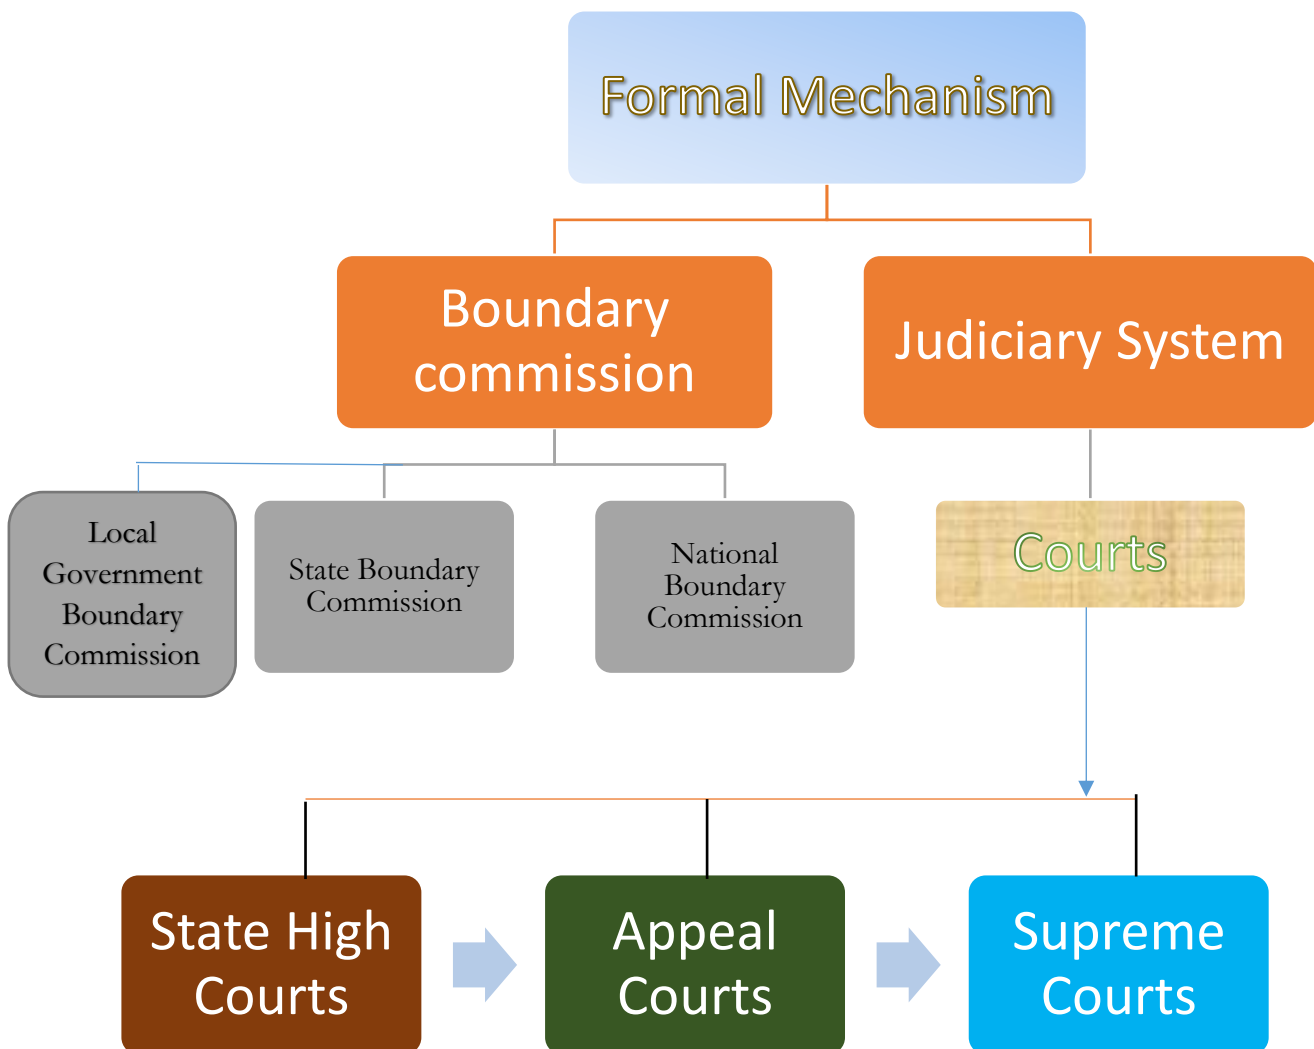 Formal Mechanism
Boundary
commission
Judiciary System
Local
Government
Boundary
Commission
State Boundary
Commission
National
Boundary
Commission
Courts
State High
Courts
Appeal
Courts
Supreme
Courts